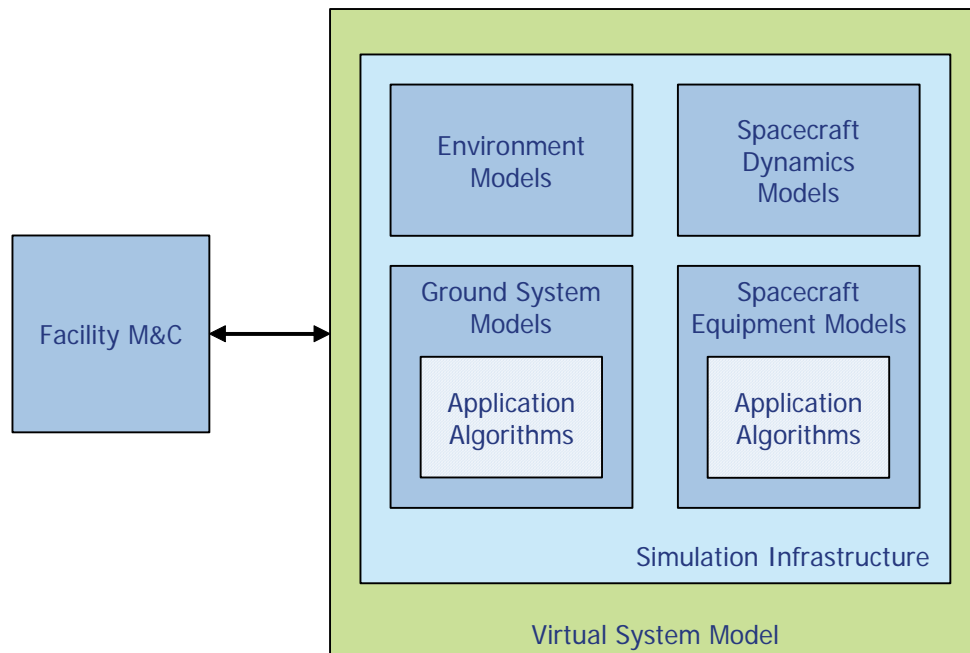 Environment
Models
Spacecraft
Dynamics
Models
Facility M&C
Ground System
Models
Application
Algorithms
Spacecraft
Equipment Models
Application
Algorithms
Simulation Infrastructure
Virtual System Model